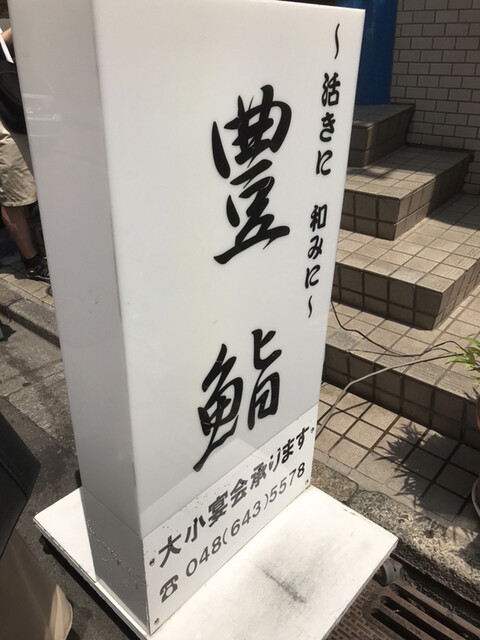 ～活きに 和みに～
豊鮨
•大小宴会承ります•
☎048(643)5578